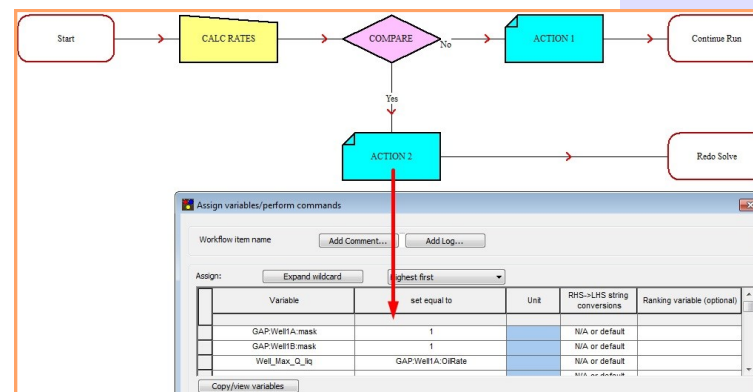 Start
CALC RATES
COMPARE
No
ACTION 1
Continue Run
Yes
ACTION 2
Redo Solve
Assign variables/perform commands
Workflow item name
Add Comment...
Add Log...
Assign:
Expand wildcard
Highest first
Variable
set equal to
Unit
RHS->LHS string
conversions
Ranking variable (optional)
GAP:Well1A:mask 1 N/A or default
GAP:Well1B:mask 1 N/A or default
Well_Max_Q_liq GAP:Well1A:OilRate N/A or default
N/A or default
Copy/view variables